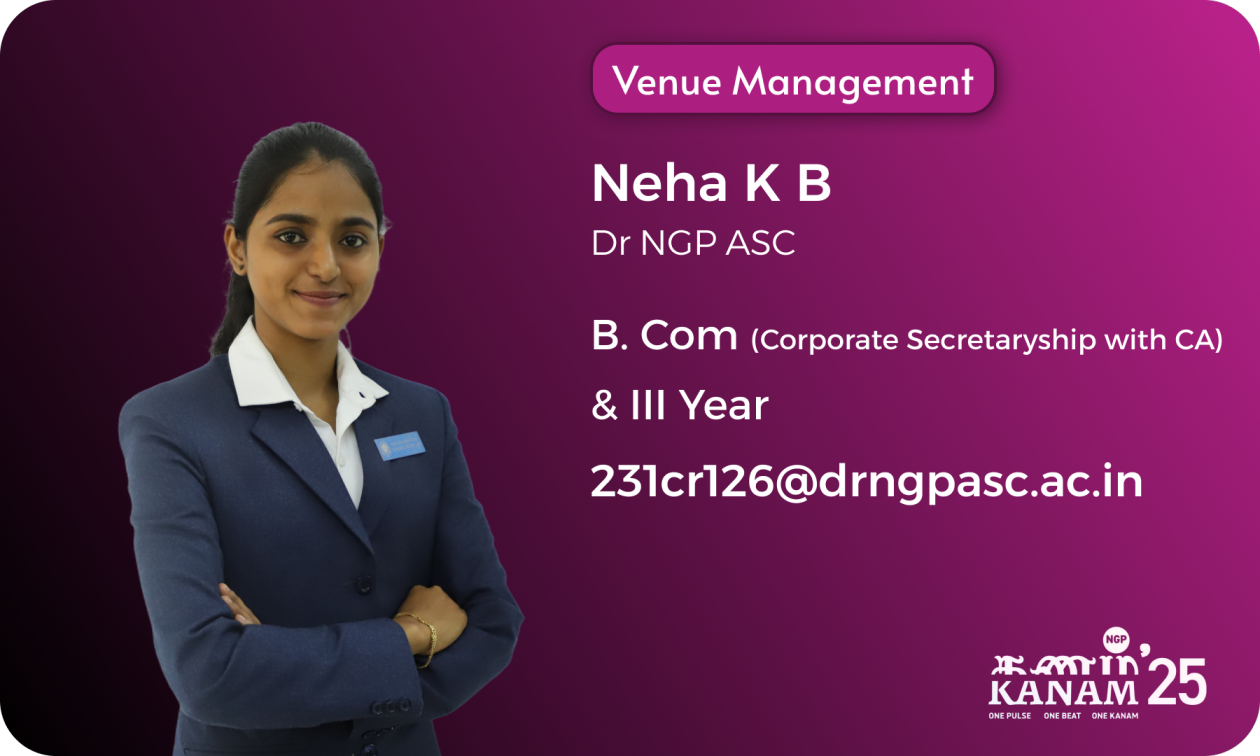 Venue Management
Neha K B
Dr NGP ASC
B. Com (Corporate Secretaryship with CA)
& III Year
231cr126@drngpasc.ac.in
NGP
KANAM '25
ONE PULSE ONE BEAT ONE KANAM